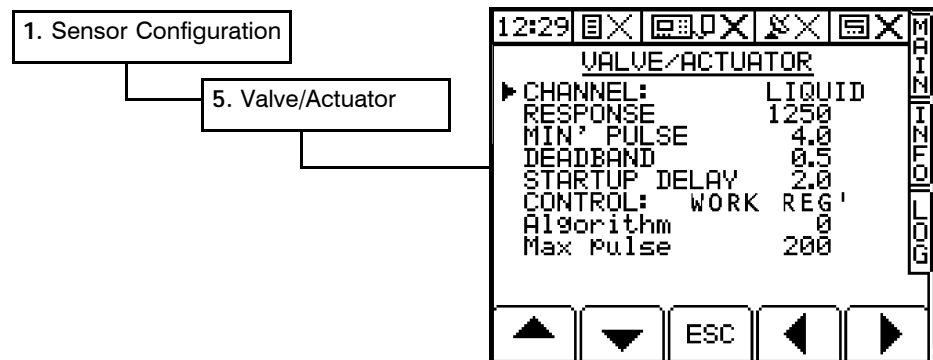 1. Sensor Configuration
5. Valve/Actuator
12:29
VALVE/ACTUATOR
CHANNEL: LIQUID
RESPONSE 1250
MIN' PULSE 4.0
DEADBAND 0.5
STARTUP DELAY 2.0
CONTROL: WORK REG'
Algorithm 0
Max pulse 200
MAIN
INFO
LOG
ESC